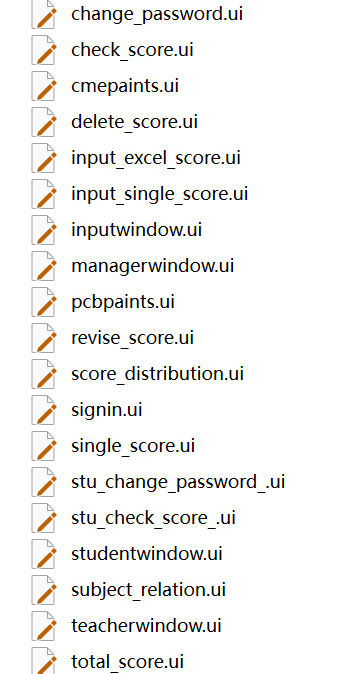 change_password.ui
check_score.ui
cmepaints.ui
delete_score.ui
input_excel_score.ui
input_single_score.ui
inputwindow.ui
managerwindow.ui
pcbpaints.ui
revise_score.ui
score_distribution.ui
signin.ui
single_score.ui
stu_change_password_.ui
stu_check_score_.ui
studentwindow.ui
subject_relation.ui
teacherwindow.ui
total_score.ui